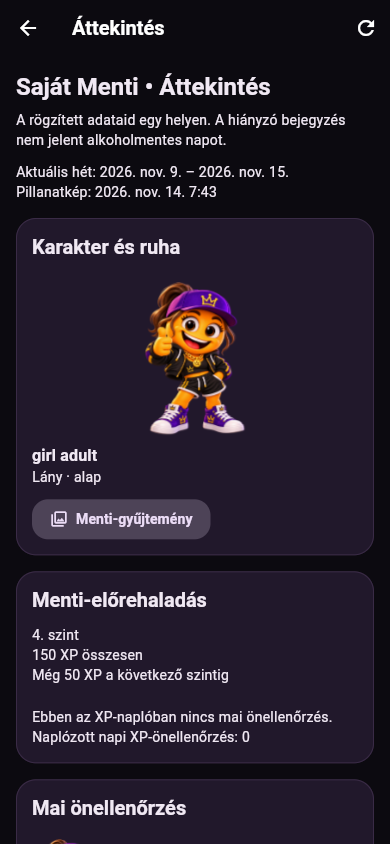 Áttekintés
Saját Menti • Áttekintés
A rögzített adataid egy helyen. A hiányzó bejegyzés
nem jelent alkoholmentes napot.
Aktuális hét: 2026. nov. 9. – 2026. nov. 15.
Pillanatkép: 2026. nov. 14. 7:43
Karakter és ruha
girl adult
Lány · alap
Menti-gyűjtemény
Menti-előrehaladás
4. szint
150 XP összesen
Még 50 XP a következő szintig
Ebben az XP-naplóban nincs mai önellenőrzés.
Naplózott napi XP-önellenőrzés: 0
Mai önellenőrzés